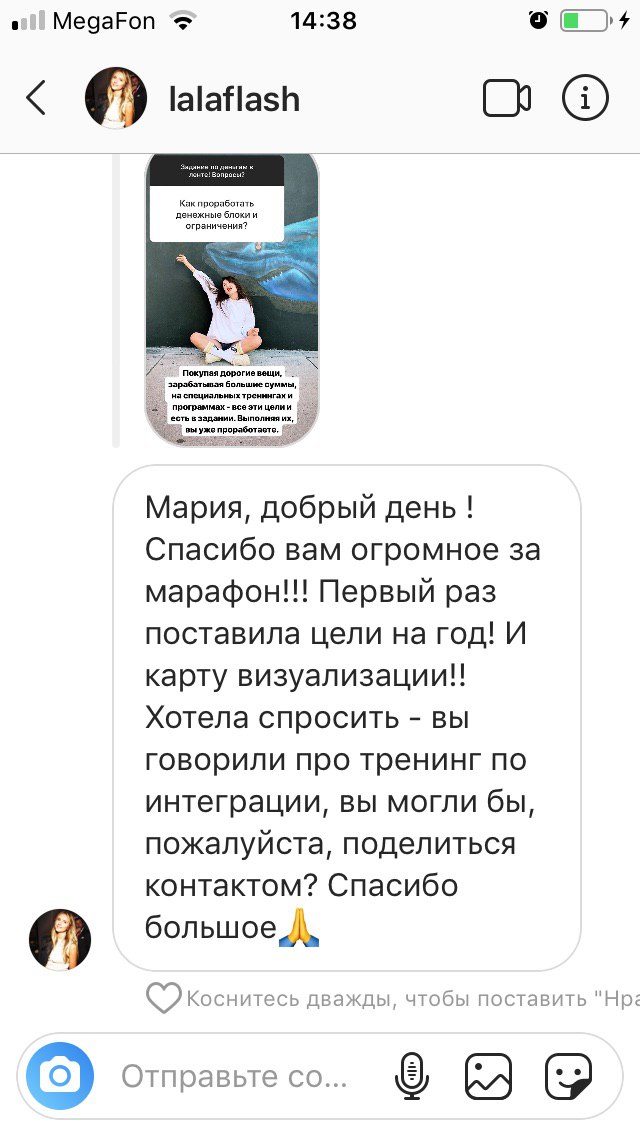 MegaFon 14:38
lalaflash
Задание по деньгам в
ленте! Вопросы?
Как проработать
денежные блоки и
ограничения?
Покупая дорогие вещи,
зарабатывая большие суммы,
на специальных тренингах и
программах - все эти цели и
есть в задании. Выполняя их,
вы уже проработаете.
Мария, добрый день !
Спасибо вам огромное за
марафон!!! Первый раз
поставила цели на год! И
карту визуализации!!
Хотела спросить - вы
говорили про тренинг по
интеграции, вы могли бы,
пожалуйста, поделиться
контактом? Спасибо
большое🙏
Коснитесь дважды, чтобы поставить "Нра
Отправьте со...